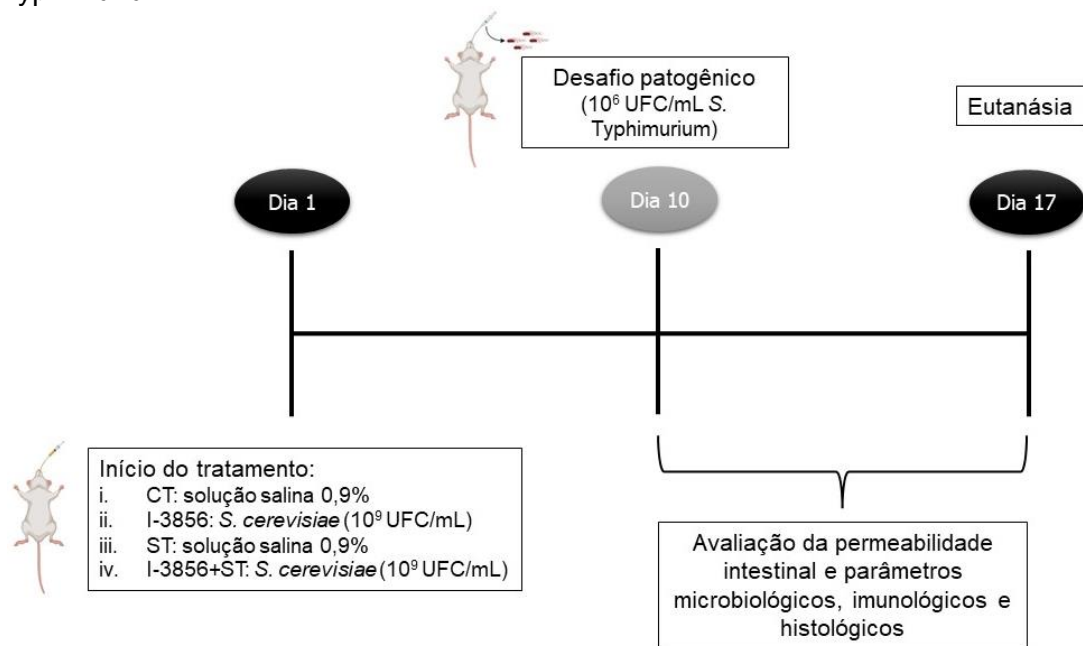 Desafio patogênico
(10⁶ UFC/mL S.
Typhimurium)
Eutanásia
Dia 1
Dia 10
Dia 17
Início do tratamento:
i. CT: solução salina 0,9%
ii. I-3856: S. cerevisiae (10⁹ UFC/mL)
iii. ST: solução salina 0,9%
iv. I-3856+ST: S. cerevisiae (10⁹ UFC/mL)
Avaliação da permeabilidade
intestinal e parâmetros
microbiológicos, imunológicos e
histológicos